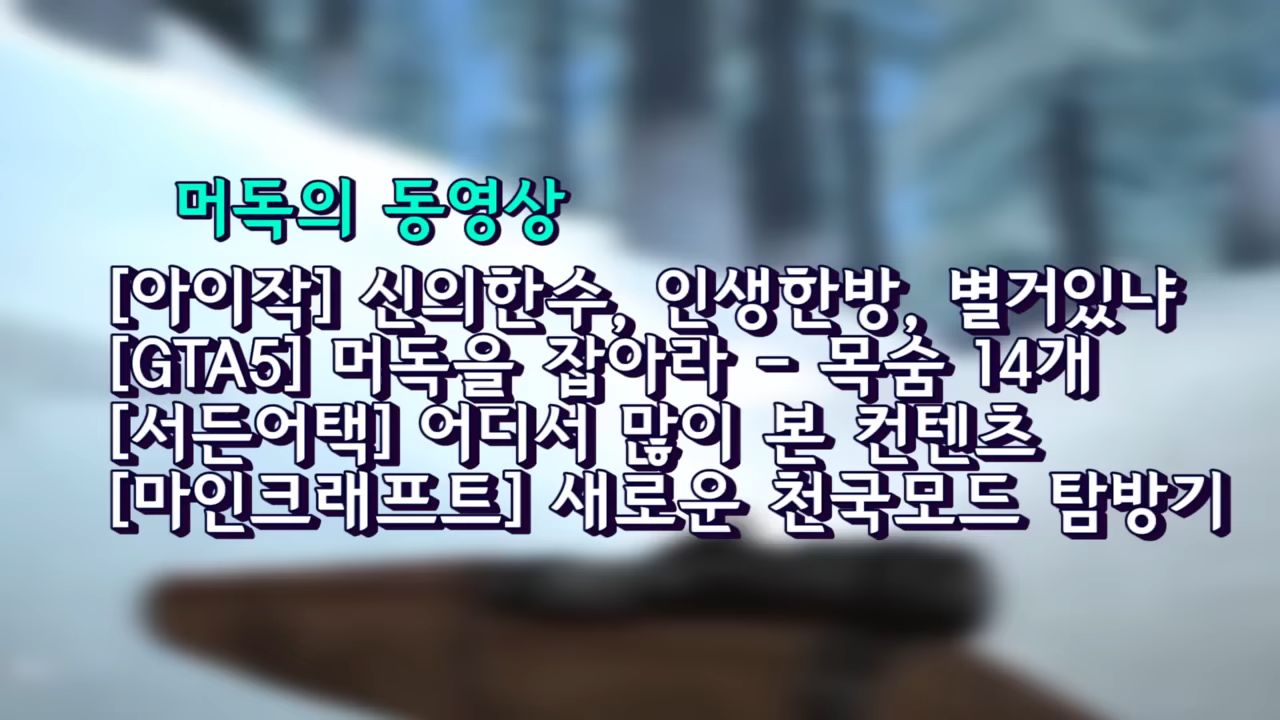 머독의 동영상
[아이작] 신의한수, 인생한방, 별거있냐
[GTA5] 머독을 잡아라 - 목숨 14개
[서든어택] 어디서 많이 본 컨텐츠
[마인크래프트] 새로운 천국모드 탐방기